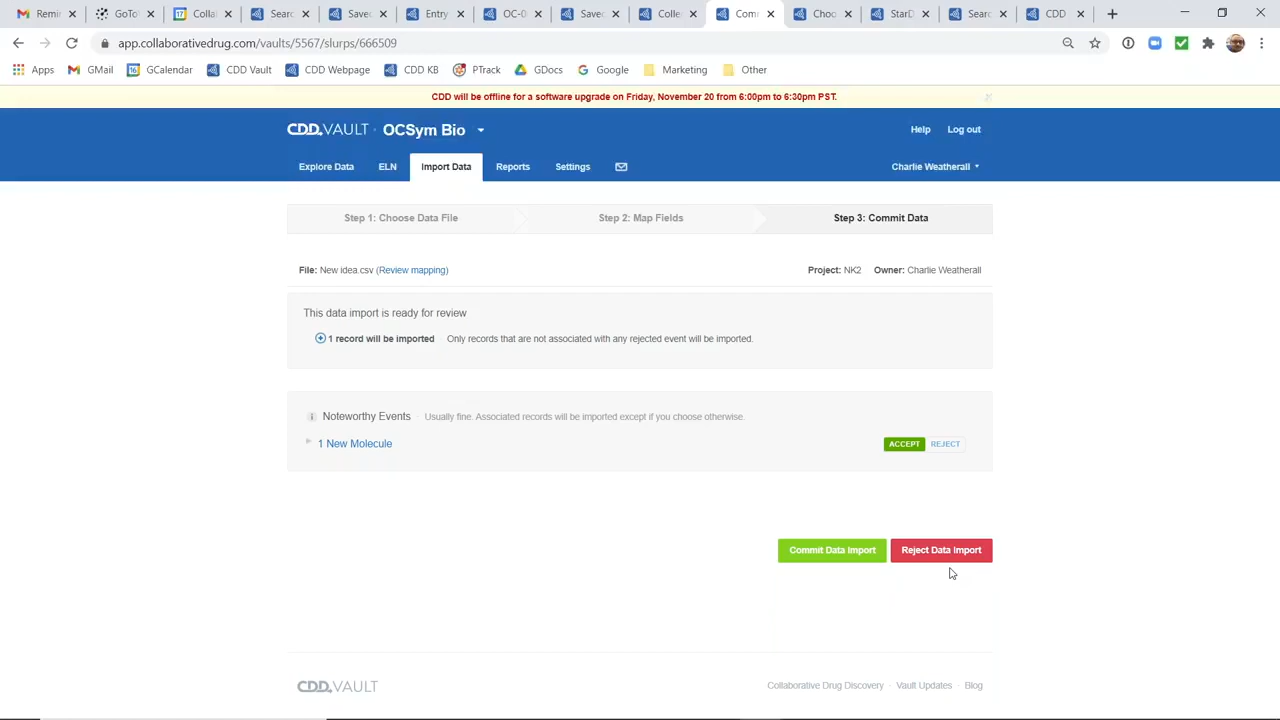 Remin
GoTo
17 Colla
Sear
Entry
OC-0
Saved
Colle
Com
Choo
StarD
Sear
CDD
app.collaborativedrug.com/vaults/5567/slurps/666509
Apps GMail 16 GCalendar CDD Vault CDD Webpage CDD KB PTrack GDocs Google Marketing Other
CDD will be offline for a software upgrade on Friday, November 20 from 6:00pm to 6:30pm PST.
CDD.VAULT OCSym Bio Help Log out
Explore Data ELN Import Data Reports Settings Charlie Weatherall
Step 1: Choose Data File Step 2: Map Fields Step 3: Commit Data
File: New idea.csv (Review mapping) Project: NK2 Owner: Charlie Weatherall
This data import is ready for review
1 record will be imported Only records that are not associated with any rejected event will be imported.
Noteworthy Events - Usually fine. Associated records will be imported except if you choose otherwise.
1 New Molecule ACCEPT REJECT
Commit Data Import Reject Data Import
CDD.VAULT Collaborative Drug Discovery · Vault Updates · Blog